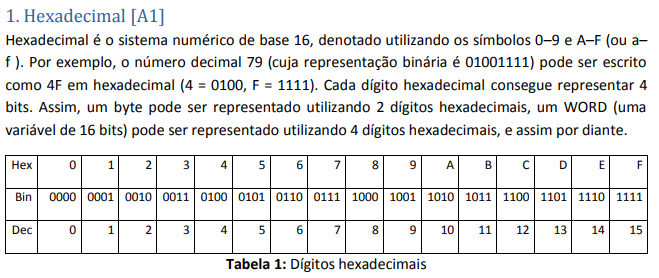 1. Hexadecimal [A1]
Hexadecimal é o sistema numérico de base 16, denotado utilizando os símbolos 0–9 e A–F (ou a–
f ). Por exemplo, o número decimal 79 (cuja representação binária é 01001111) pode ser escrito
como 4F em hexadecimal (4 = 0100, F = 1111). Cada dígito hexadecimal consegue representar 4
bits. Assim, um byte pode ser representado utilizando 2 dígitos hexadecimais, um WORD (uma
variável de 16 bits) pode ser representado utilizando 4 dígitos hexadecimais, e assim por diante.
Hex 0 1 2 3 4 5 6 7 8 9 A B C D E F
Bin 0000 0001 0010 0011 0100 0101 0110 0111 1000 1001 1010 1011 1100 1101 1110 1111
Dec 0 1 2 3 4 5 6 7 8 9 10 11 12 13 14 15
Tabela 1: Dígitos hexadecimais